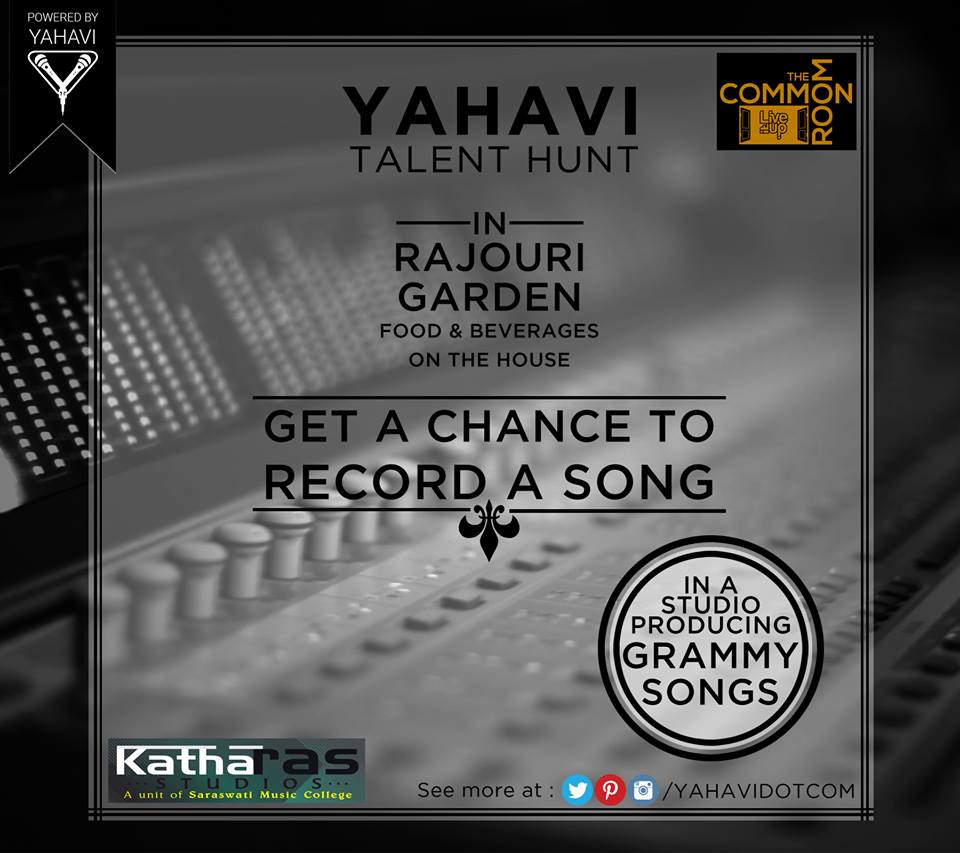 POWERED BY
YAHAVI
YAHAVI
TALENT HUNT
THE
COMMON
ROOM
Live
It Up
IN
RAJOURI
GARDEN
FOOD & BEVERAGES
ON THE HOUSE
GET A CHANCE TO
RECORD A SONG
IN A
STUDIO
PRODUCING
GRAMMY
SONGS
Katharas
STUDIOS...
A unit of Saraswati Music College
See more at : /YAHAVIDOTCOM